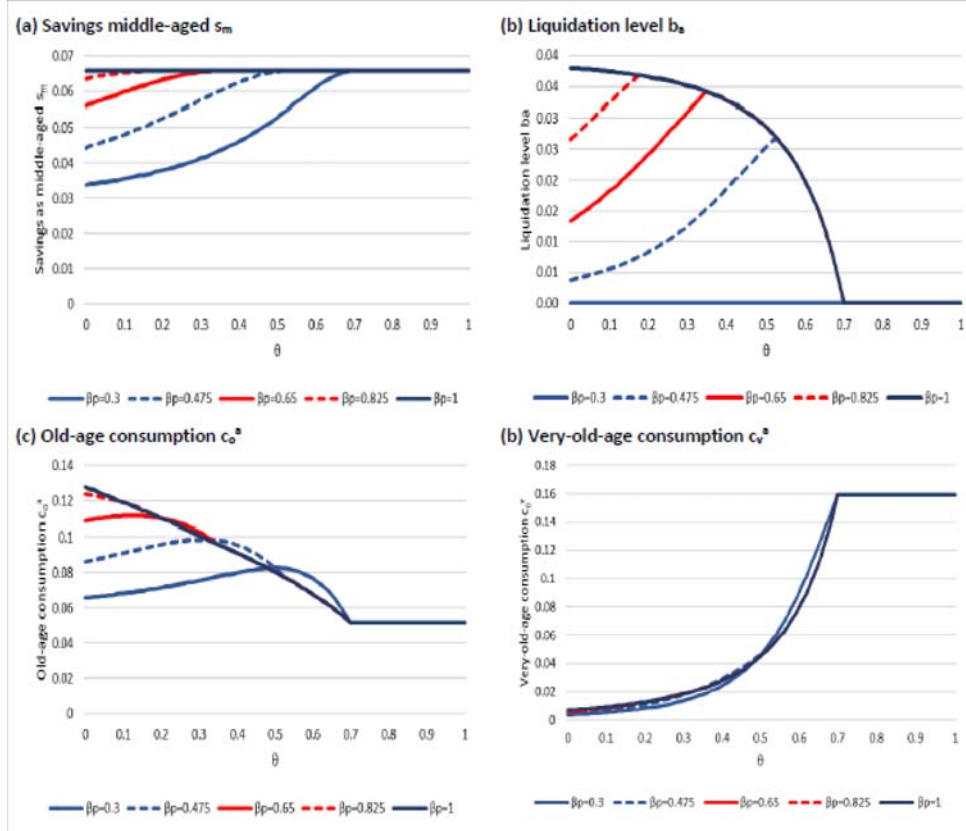 (a) Savings middle-aged sₘ
(b) Liquidation level bₐ
Savings as middle-aged sₘ
0.07
0.06
0.05
0.04
0.03
0.02
0.01
0
0 0.1 0.2 0.3 0.4 0.5 0.6 0.7 0.8 0.9 1
θ
βp=0.3 βp=0.475 βp=0.65 βp=0.825 βp=1
Liquidation level ba
0.04
0.04
0.03
0.03
0.02
0.02
0.01
0.01
0.00
0 0.1 0.2 0.3 0.4 0.5 0.6 0.7 0.8 0.9 1
θ
βp=0.3 βp=0.475 βp=0.65 βp=0.825 βp=1
(c) Old-age consumption cₒᵃ
(b) Very-old-age consumption cᵥᵃ
Old-age consumption cₒᵃ
0.14
0.12
0.1
0.08
0.06
0.04
0.02
0
0 0.1 0.2 0.3 0.4 0.5 0.6 0.7 0.8 0.9 1
θ
βp=0.3 βp=0.475 βp=0.65 βp=0.825 βp=1
Very-old-age consumption
0.18
0.16
0.14
0.12
0.10
0.08
0.06
0.04
0.02
0
0 0.1 0.2 0.3 0.4 0.5 0.6 0.7 0.8 0.9 1
θ
βp=0.3 βp=0.475 βp=0.65 βp=0.825 βp=1